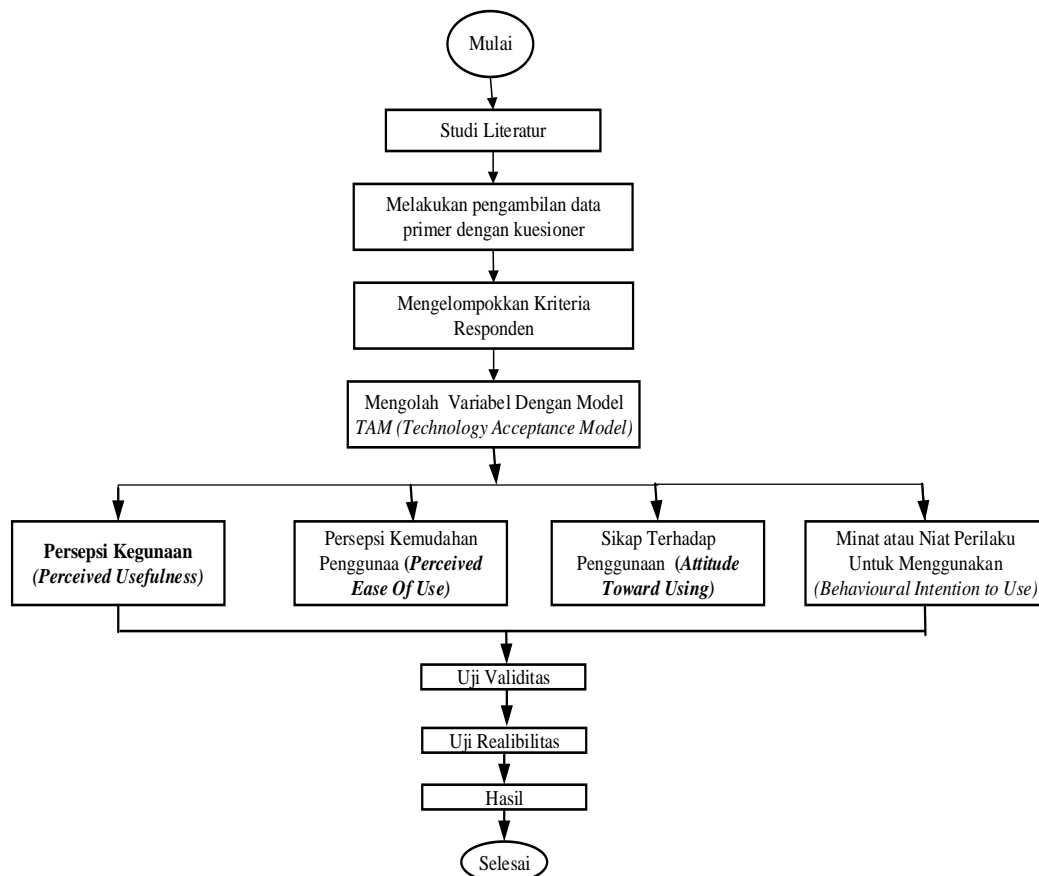 Mulai
Studi Literatur
Melakukan pengambilan data
primer dengan kuesioner
Mengelompokkan Kriteria
Responden
Mengolah Variabel Dengan Model
TAM (Technology Acceptance Model)
Persepsi Kegunaan
(Perceived Usefulness)
Persepsi Kemudahan
Penggunaa (Perceived
Ease Of Use)
Sikap Terhadap
Penggunaan (Attitude
Toward Using)
Minat atau Niat Perilaku
Untuk Menggunakan
(Behavioural Intention to Use)
Uji Validitas
Uji Realibilitas
Hasil
Selesai